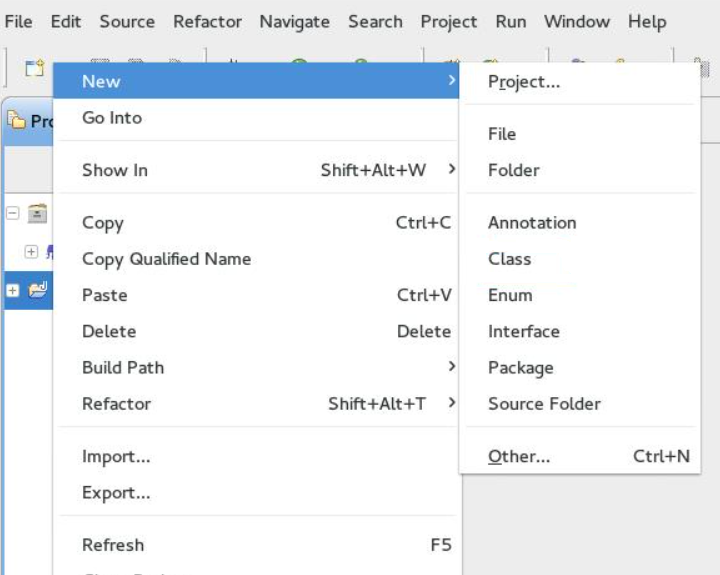 File Edit Source Refactor Navigate Search Project Run Window Help
New
Go Into
Show In Shift+Alt+W
Copy Ctrl+C
Copy Qualified Name
Paste Ctrl+V
Delete Delete
Build Path
Refactor Shift+Alt+T
Import...
Export...
Refresh F5
Project...
File
Folder
Annotation
Class
Enum
Interface
Package
Source Folder
Other... Ctrl+N